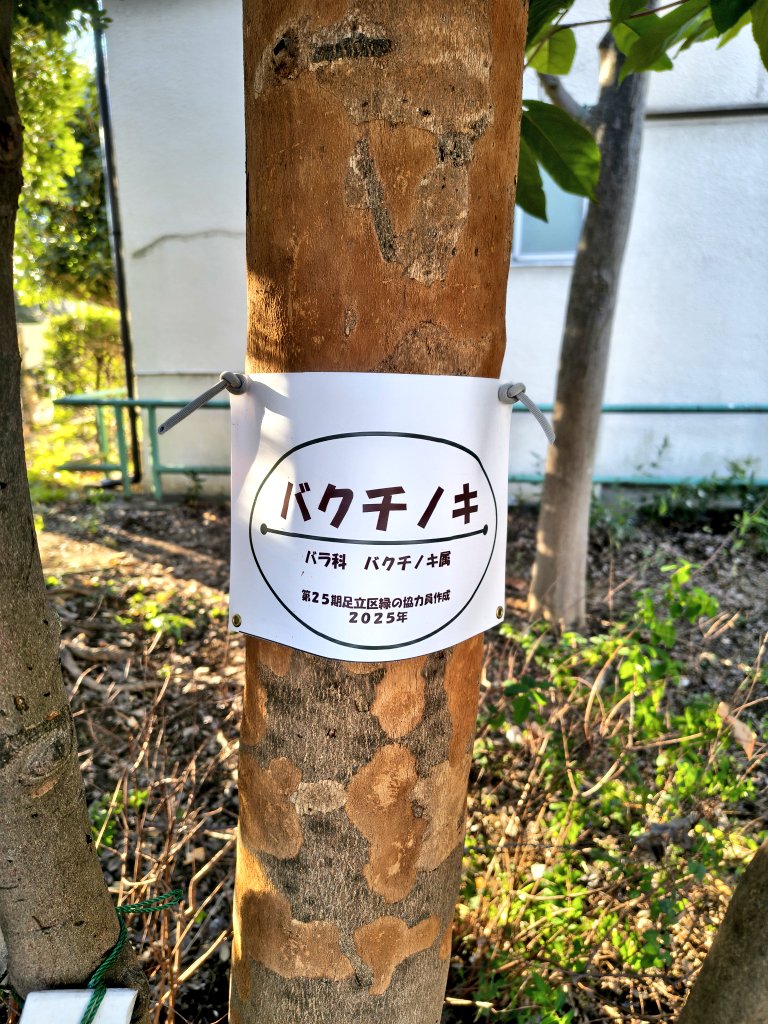 バクチノキ
バラ科　バクチノキ属
第25期足立区緑の協力員作成
2025年